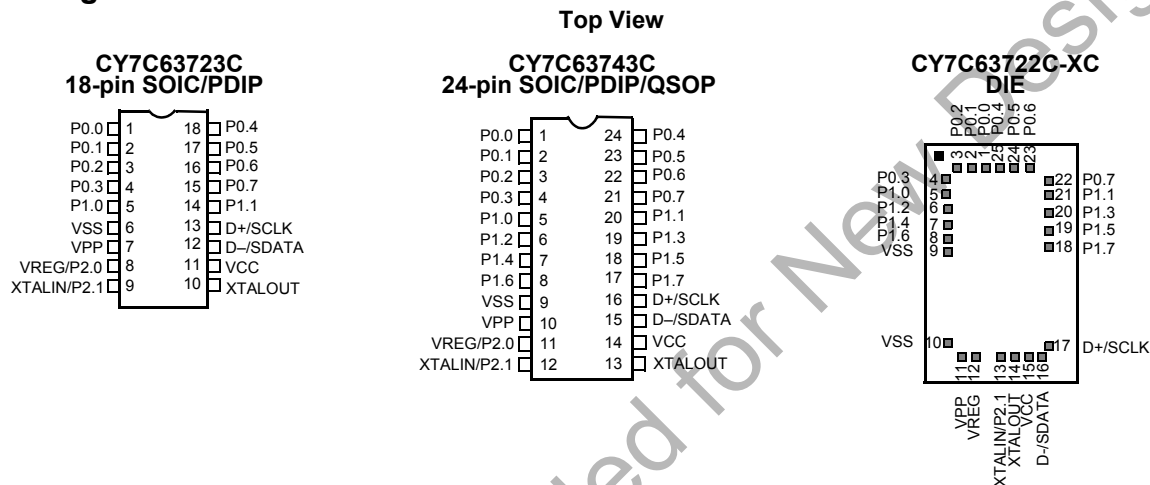 Top View
CY7C63723C
18-pin SOIC/PDIP
P0.0 1 18 P0.4
P0.1 2 17 P0.5
P0.2 3 16 P0.6
P0.3 4 15 P0.7
P1.0 5 14 P1.1
VSS 6 13 D+/SCLK
VPP 7 12 D–/SDATA
VREG/P2.0 8 11 VCC
XTALIN/P2.1 9 10 XTALOUT
CY7C63743C
24-pin SOIC/PDIP/QSOP
P0.0 1 24 P0.4
P0.1 2 23 P0.5
P0.2 3 22 P0.6
P0.3 4 21 P0.7
P1.0 5 20 P1.1
P1.2 6 19 P1.3
P1.4 7 18 P1.5
P1.6 8 17 P1.7
VSS 9 16 D+/SCLK
VPP 10 15 D–/SDATA
VREG/P2.0 11 14 VCC
XTALIN/P2.1 12 13 XTALOUT
CY7C63722C-XC
DIE
P0.2 3
P0.1 2
P0.0 1
P0.4 25
P0.5 24
P0.6 23
P0.3 4 22 P0.7
P1.0 5 21 P1.1
P1.2 6 20 P1.3
P1.4 7 19 P1.5
P1.6 8 18 P1.7
VSS 9
VSS 10 17 D+/SCLK
11 VPP
12 VREG
13 XTALIN/P2.1
14 XTALOUT
15 VCC
16 D-/SDATA
for New Desig